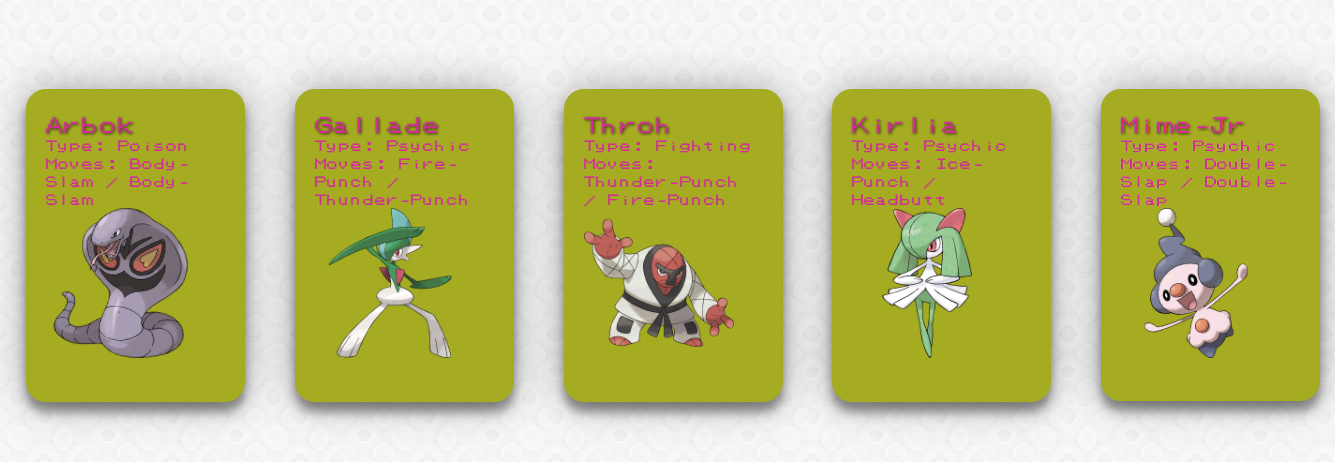 Arbok
Type: Poison
Moves: Body-
Slam / Body-
Slam
Gallade
Type: Psychic
Moves: Fire-
Punch /
Thunder-Punch
Throh
Type: Fighting
Moves:
Thunder-Punch
/ Fire-Punch
Kirlia
Type: Psychic
Moves: Ice-
Punch /
Headbutt
Mime-Jr
Type: Psychic
Moves: Double-
Slap / Double-
Slap